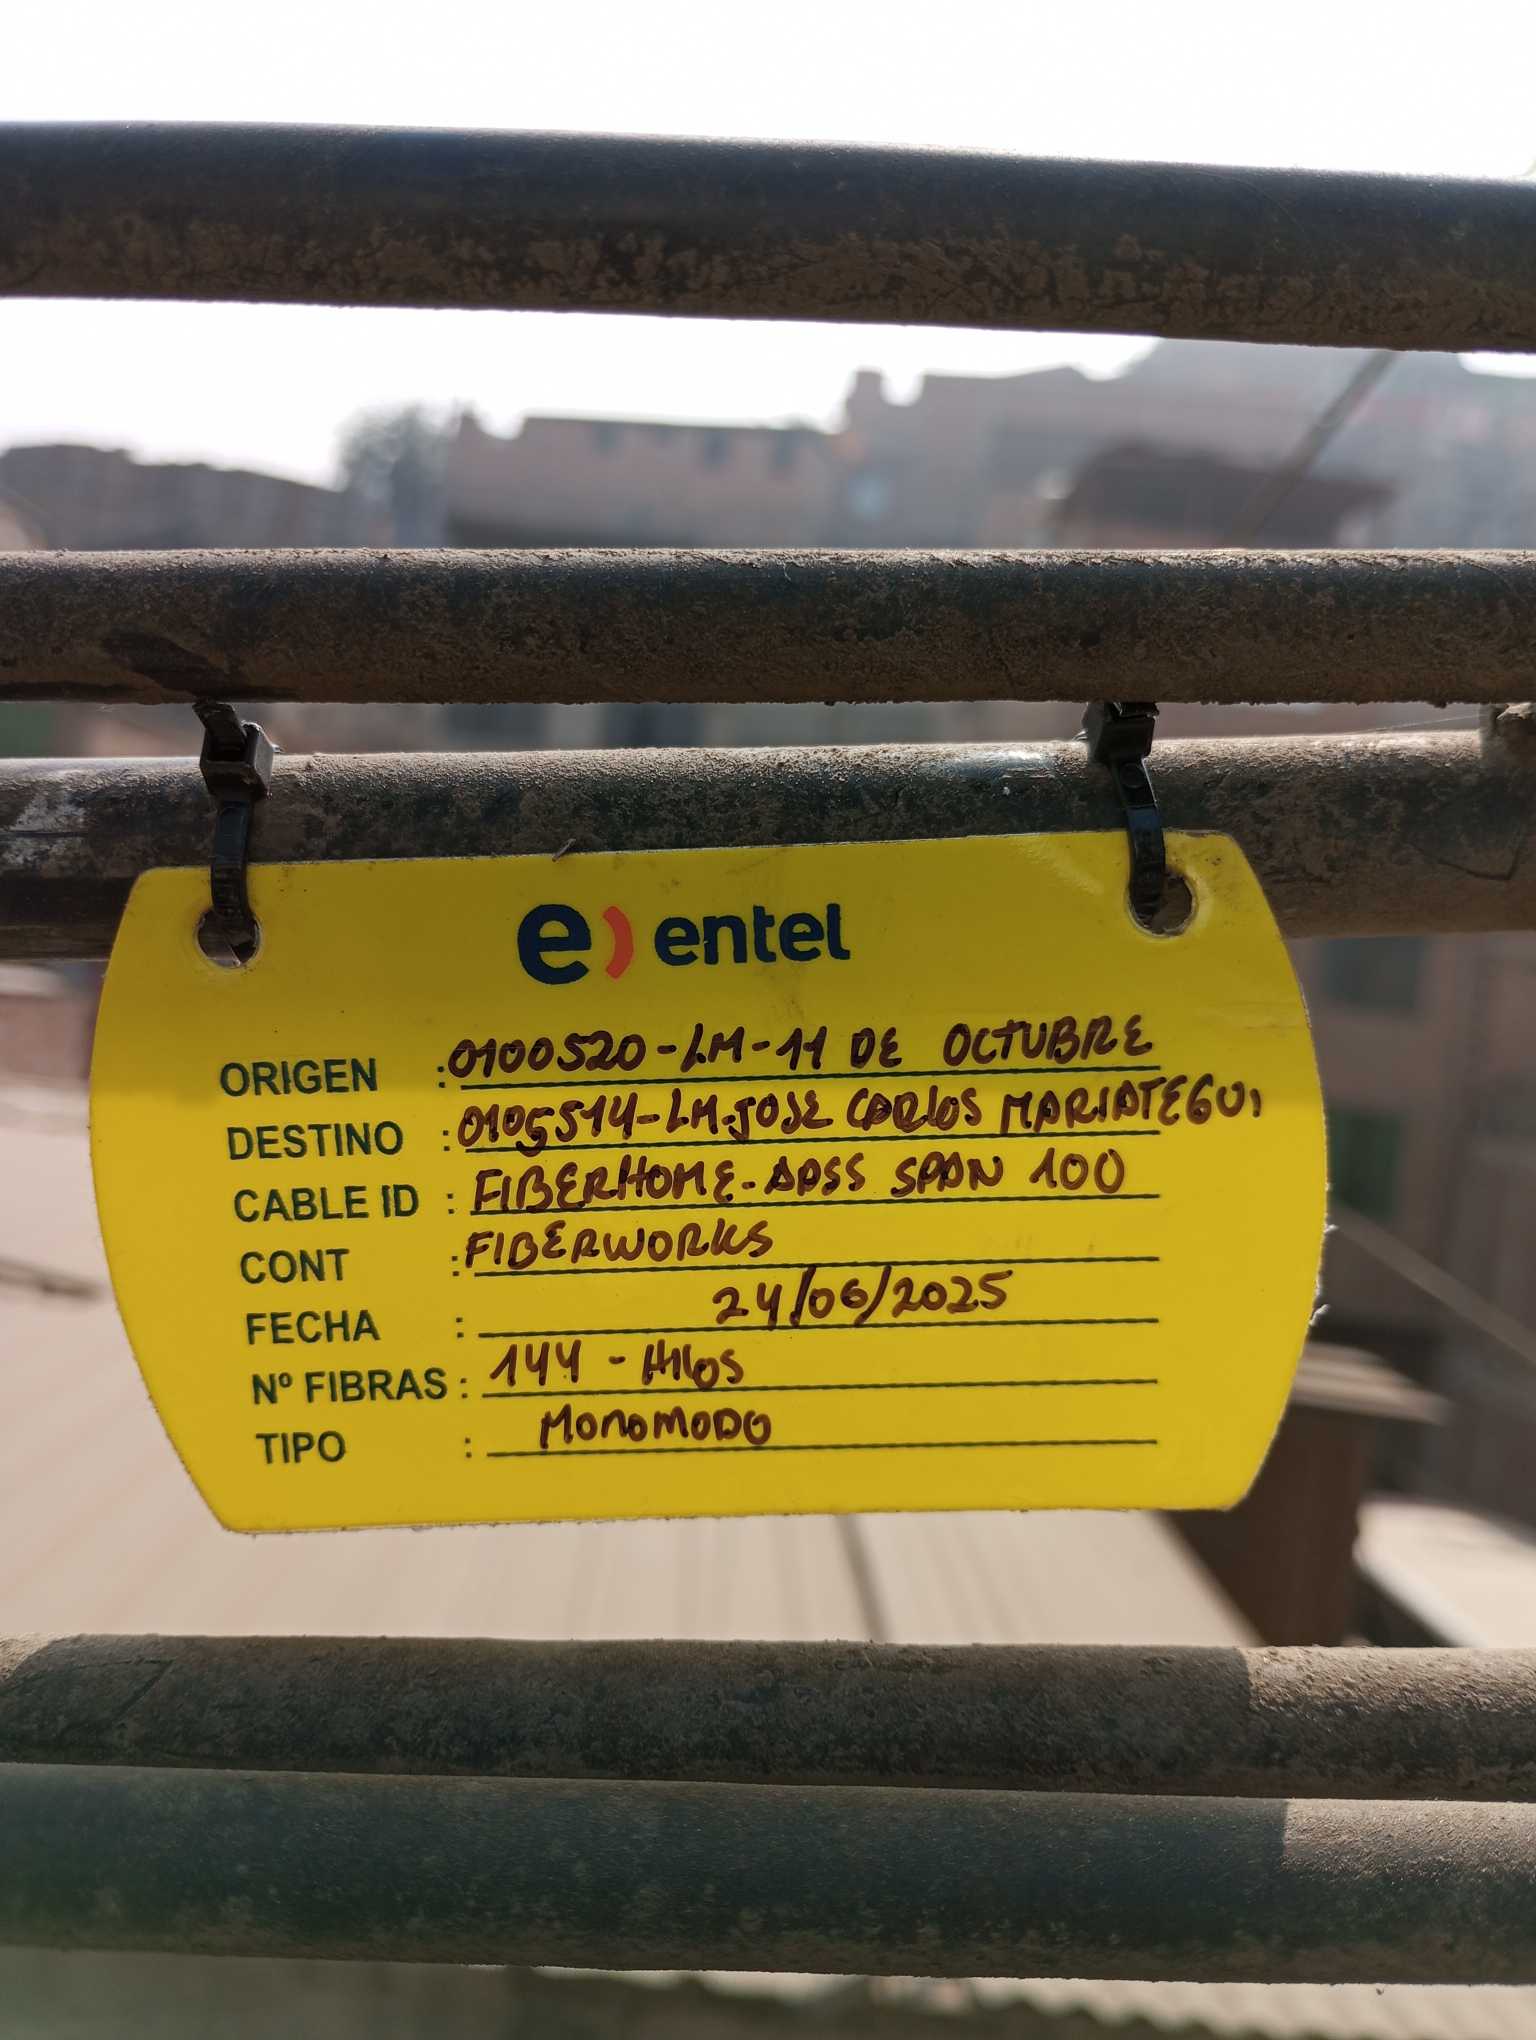 e) entel
ORIGEN : 0100520-LM-11 DE OCTUBRE
DESTINO : 0105514-LM-JOSE CARLOS MARIATEGUI
CABLE ID : FIBERHOME-ADSS SPAN 100
CONT : FIBERWORKS
FECHA : 24/06/2025
Nº FIBRAS : 144 - HILOS
TIPO : MONOMODO